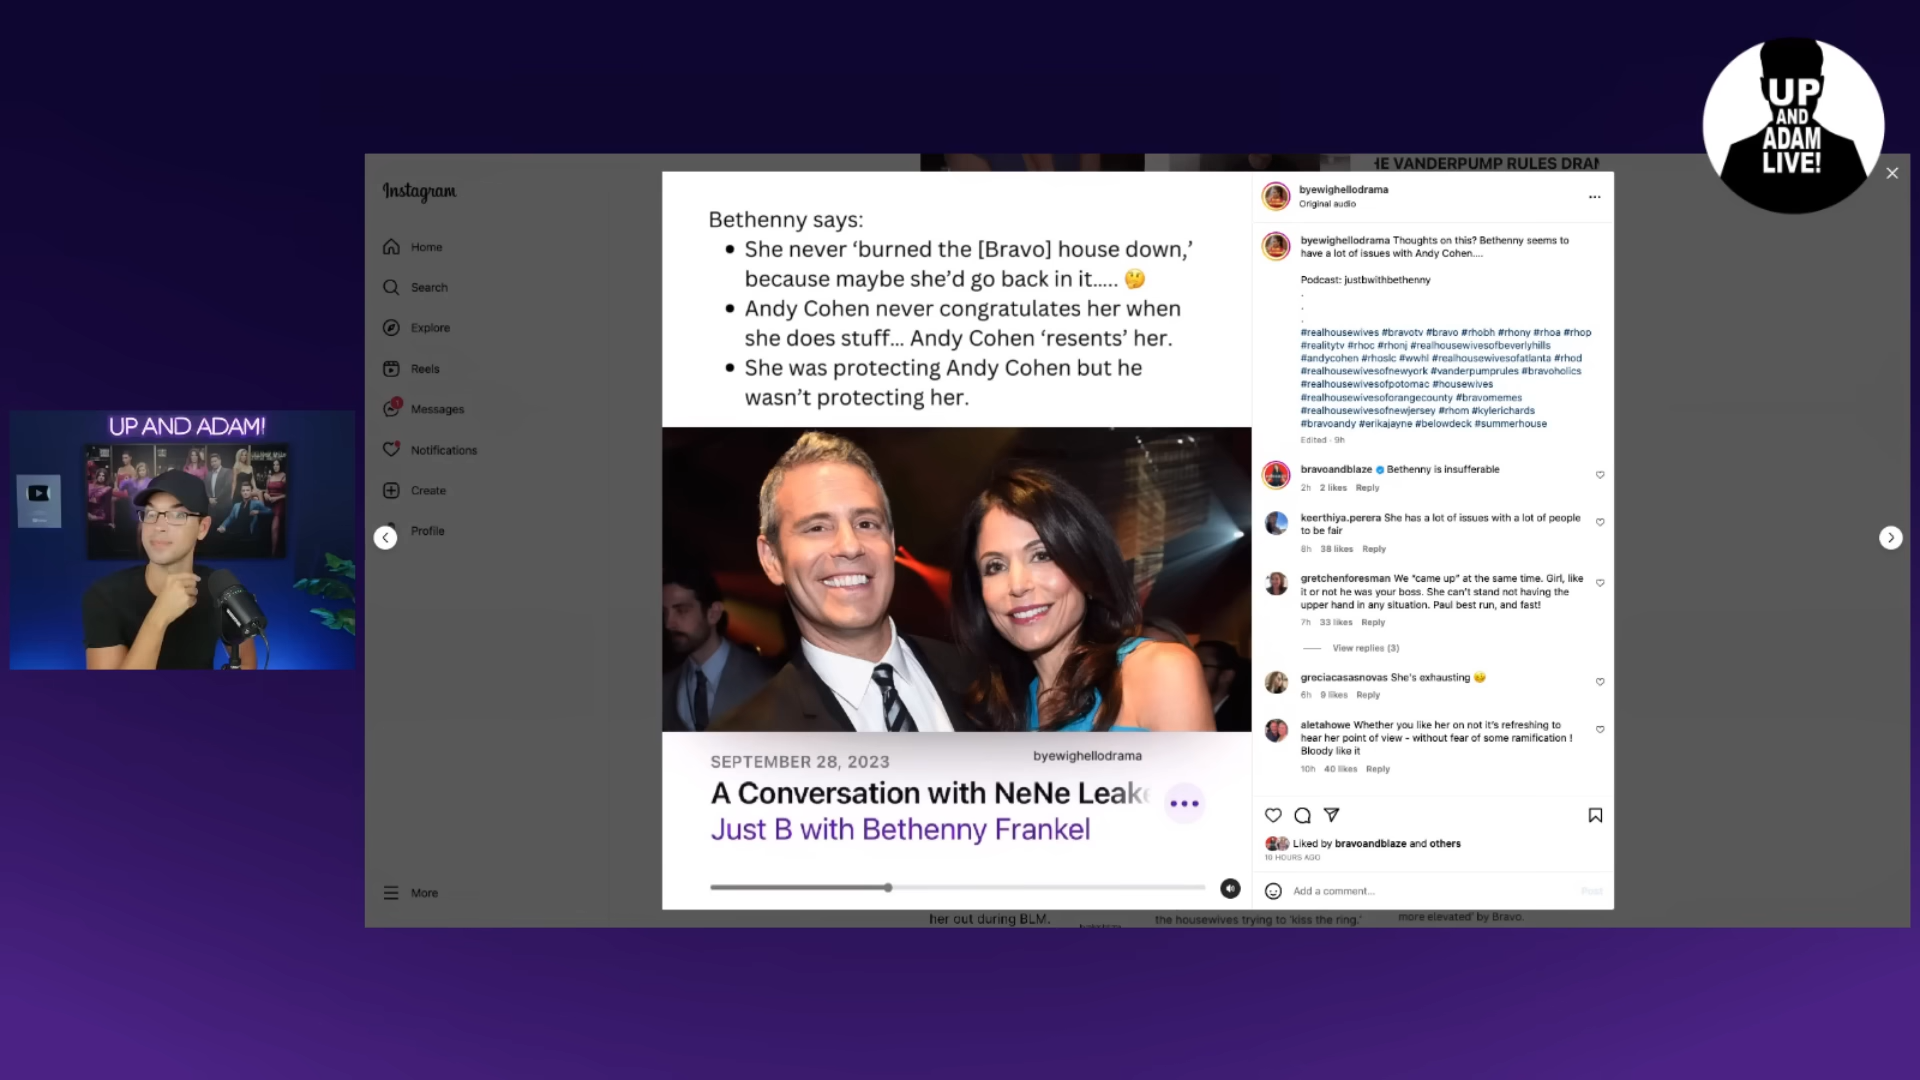 UP
AND
ADAM
LIVE!
UP AND ADAM!
Instagram
Home
Search
Explore
Reels
1
Messages
Notifications
Create
Profile
More
IE VANDERPUMP RULES DRAM
Bethenny says:
• She never ‘burned the [Bravo] house down,’
because maybe she’d go back in it..... 🤔
• Andy Cohen never congratulates her when
she does stuff... Andy Cohen ‘resents’ her.
• She was protecting Andy Cohen but he
wasn’t protecting her.
SEPTEMBER 28, 2023
byewighellodrama
A Conversation with NeNe Leake
Just B with Bethenny Frankel
byewighellodrama
Original audio
byewighellodrama Thoughts on this? Bethenny seems to
have a lot of issues with Andy Cohen....
Podcast: justbwithbethenny
.
.
.
#realhousewives #bravotv #bravo #rhobh #rhony #rhoa #rhop
#realitytv #rhoc #rhonj #realhousewivesofbeverlyhills
#andycohen #rhoslc #wwhl #realhousewivesofatlanta #rhod
#realhousewivesofnewyork #vanderpumprules #bravoholics
#realhousewivesofpotomac #housewives
#realhousewivesoforangecounty #bravomemes
#realhousewivesofnewjersey #rhom #kylerichards
#bravoandy #erikajayne #belowdeck #summerhouse
Edited · 9h
bravoandblaze Bethenny is insufferable
2h 2 likes Reply
keerthiya.perera She has a lot of issues with a lot of people
to be fair
8h 38 likes Reply
gretchenforesman We “came up” at the same time. Girl, like
it or not he was your boss. She can’t stand not having the
upper hand in any situation. Paul best run, and fast!
7h 33 likes Reply
View replies (3)
greciacasasnovas She's exhausting
6h 9 likes Reply
aletahowe Whether you like her on not it's refreshing to
hear her point of view - without fear of some ramification !
Bloody like it
10h 40 likes Reply
Liked by bravoandblaze and others
10 HOURS AGO
Add a comment...
Post
her out during BLM.
the housewives trying to 'kiss the ring.'
more elevated' by Bravo.